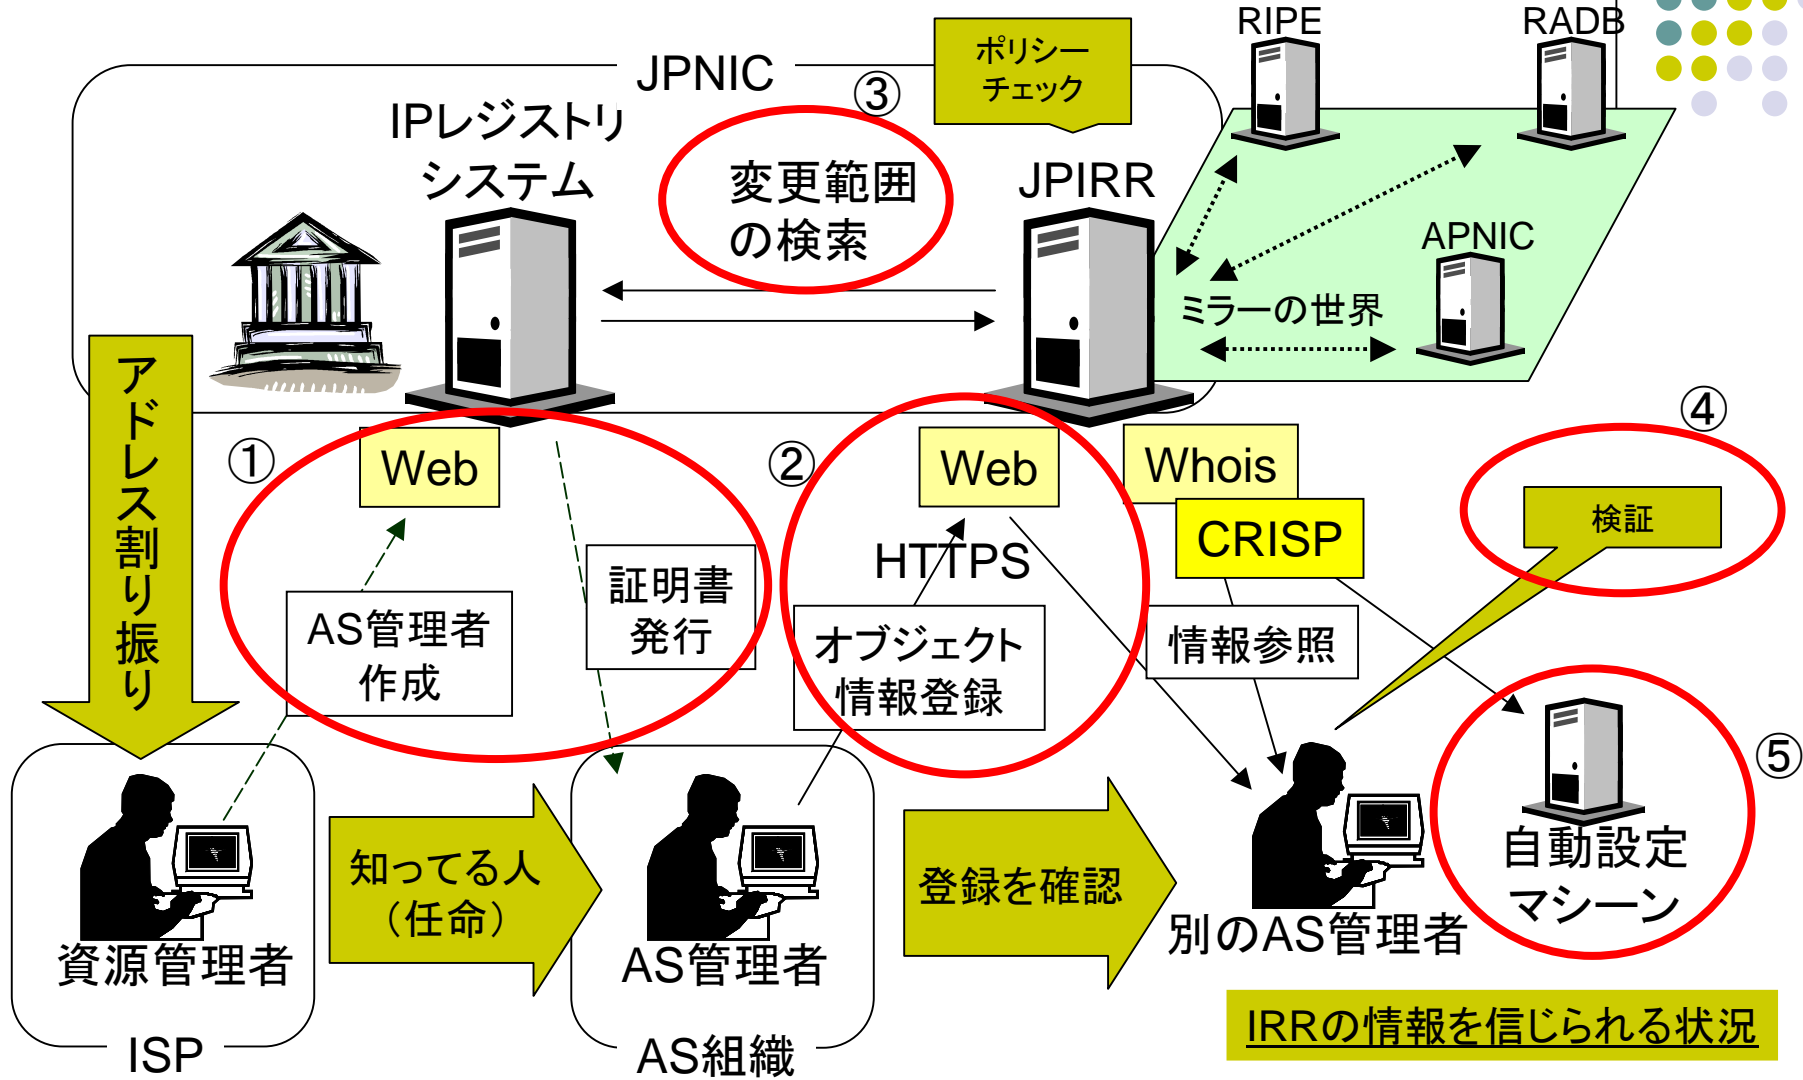 RIPE
RADB
ポリシー
チェック
JPNIC
③
IPレジストリ
システム
変更範囲
の検索
JPIRR
APNIC
ミラーの世界
アドレス割り振り
①
Web
②
Web
Whois
CRISP
④
検証
HTTPS
証明書
発行
AS管理者
作成
オブジェクト
情報登録
情報参照
⑤
知ってる人
（任命）
登録を確認
自動設定
マシーン
資源管理者
AS管理者
別のAS管理者
ISP
AS組織
IRRの情報を信じられる状況